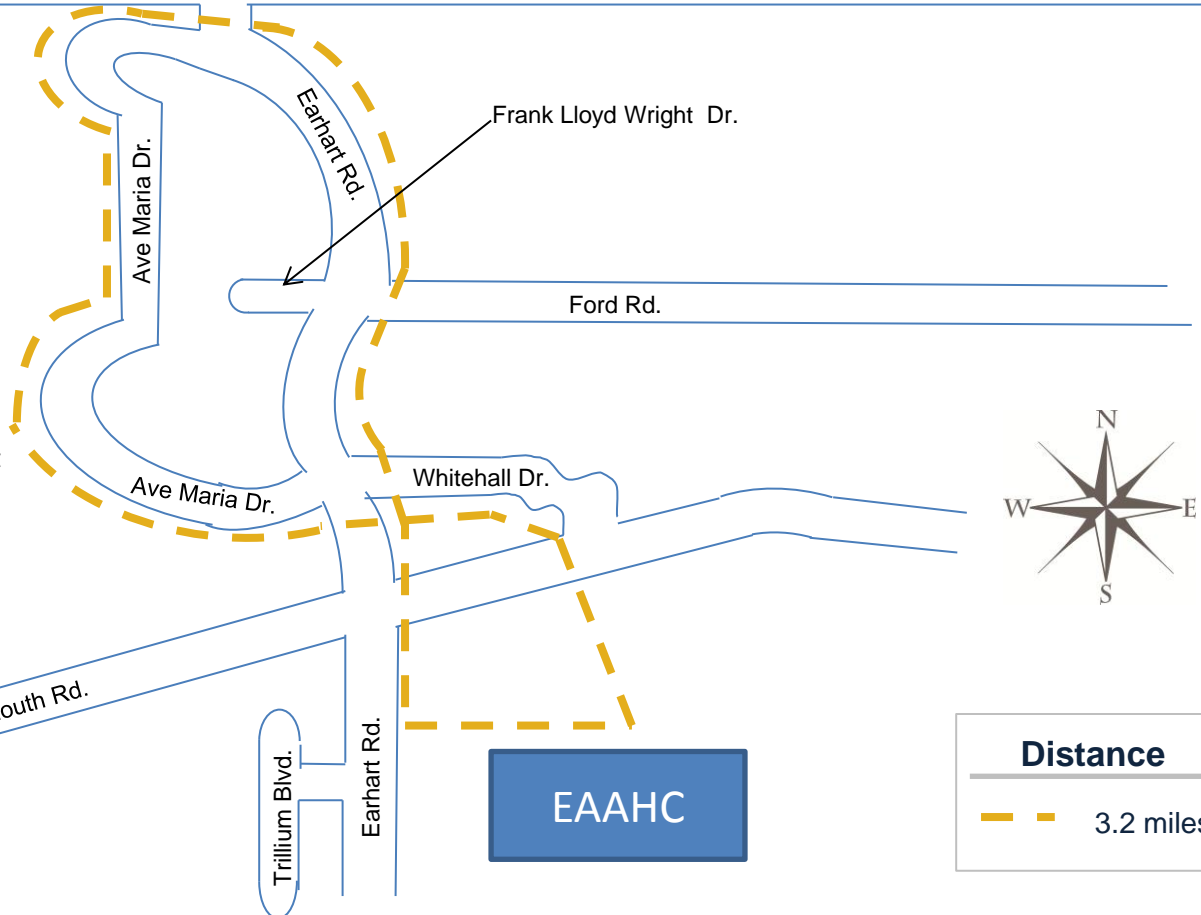 Frank Lloyd Wright Dr.
Earhart Rd.
Ave Maria Dr.
Ford Rd.
N
W
E
S
Whitehall Dr.
Ave Maria Dr.
outh Rd.
Earhart Rd.
Trillium Blvd.
EAAHC
Distance
3.2 miles